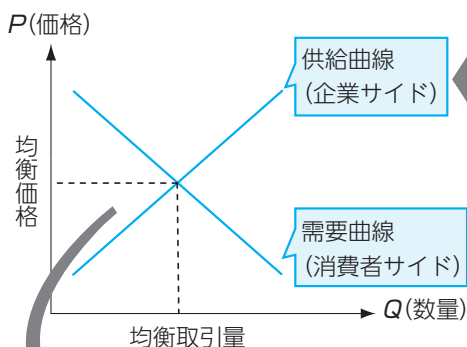 P(価格)
供給曲線
(企業サイド)
均衡価格
需要曲線
(消費者サイド)
Q(数量)
均衡取引量